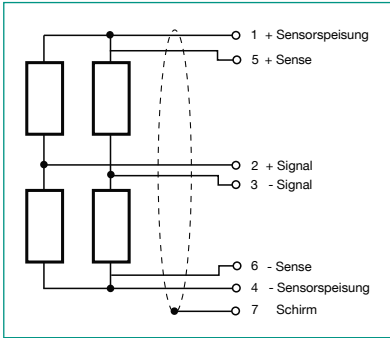 1 + Sensorspeisung
5 + Sense
2 + Signal
3 - Signal
6 - Sense
4 - Sensorspeisung
7 Schirm